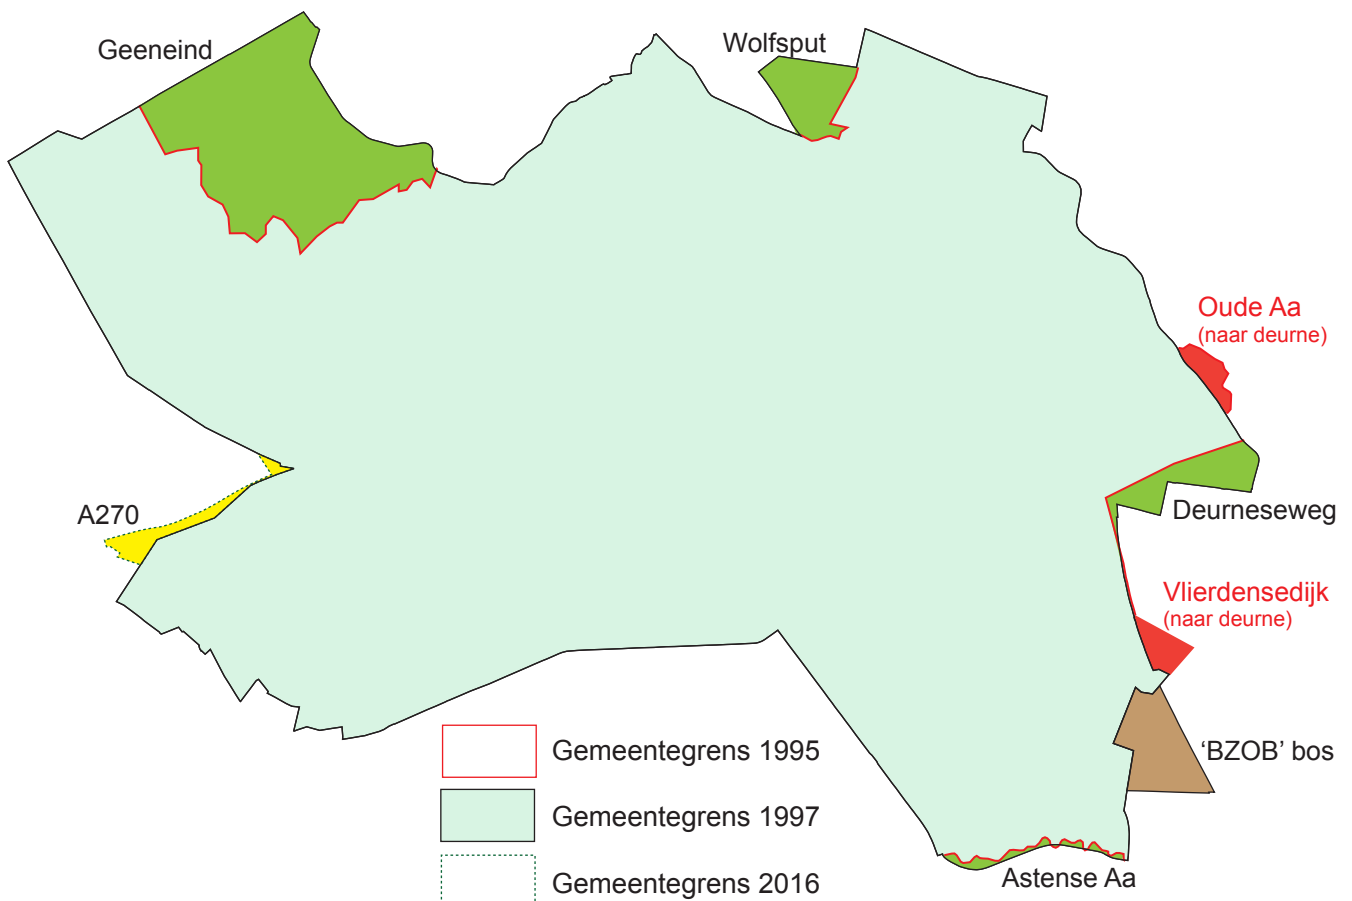 Geeneind
Wolfsput
Oude Aa
(naar deurne)
A270
Deurneseweg
Vlierdensedijk
(naar deurne)
'BZOB' bos
Gemeentegrens 1995
Gemeentegrens 1997
Gemeentegrens 2016
Astense Aa